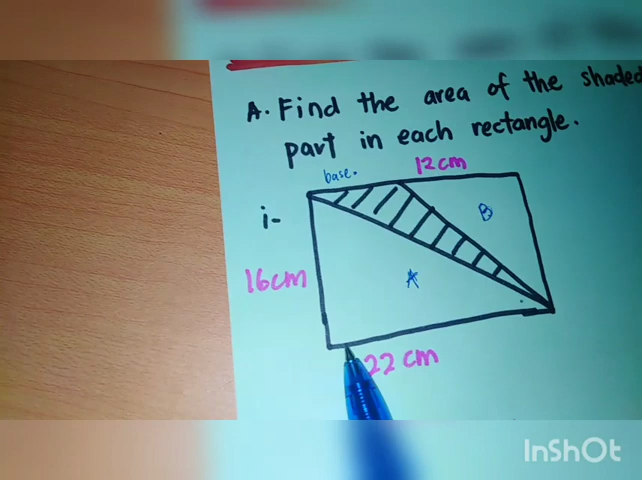 A. Find the area of the shaded
part in each rectangle.
base.
12cm
i-
B
16cm
A
22 cm
InShOt